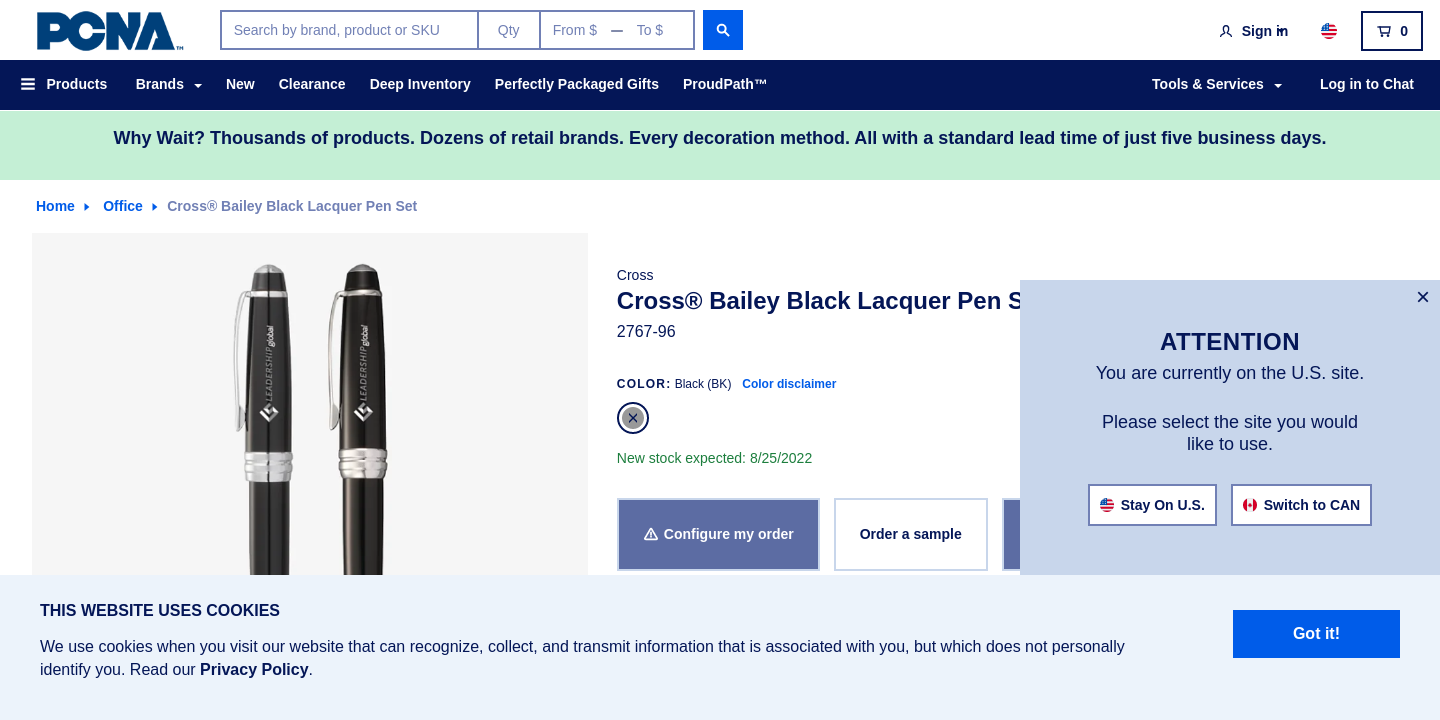 PCNA™
Search by brand, product or SKU
Qty
From $ — To $
Sign in
0
Products
Brands
New
Clearance
Deep Inventory
Perfectly Packaged Gifts
ProudPath™
Tools & Services
Log in to Chat
Why Wait? Thousands of products. Dozens of retail brands. Every decoration method. All with a standard lead time of just five business days.
Home
Office
Cross® Bailey Black Lacquer Pen Set
LEADERSHIPglobal
LEADERSHIPglobal
Cross
Cross® Bailey Black Lacquer Pen S
2767-96
COLOR: Black (BK) Color disclaimer
New stock expected: 8/25/2022
Configure my order
Order a sample
ATTENTION
You are currently on the U.S. site.
Please select the site you would
like to use.
Stay On U.S.
Switch to CAN
THIS WEBSITE USES COOKIES
We use cookies when you visit our website that can recognize, collect, and transmit information that is associated with you, but which does not personally
identify you. Read our Privacy Policy.
Got it!